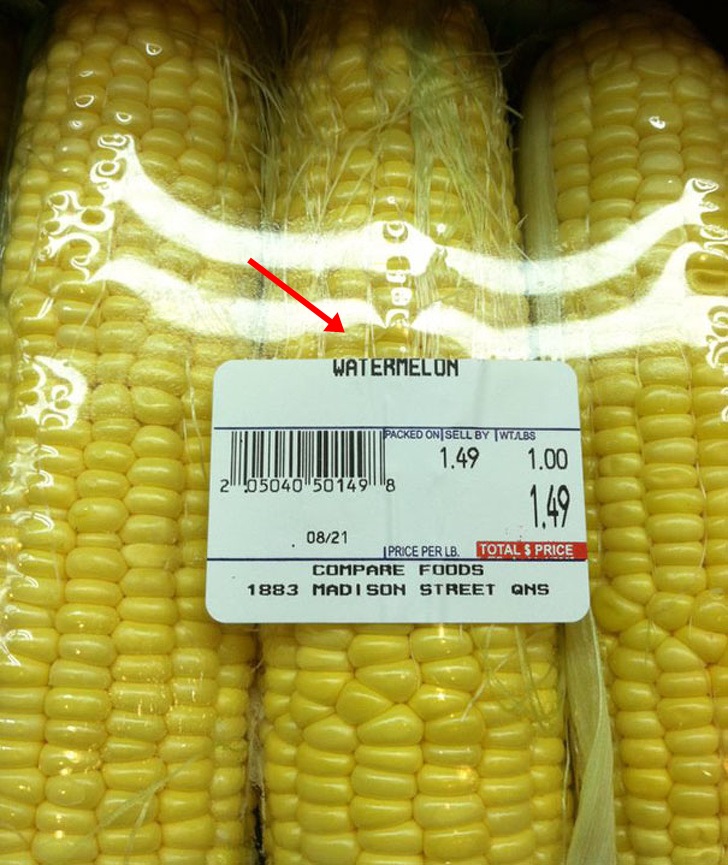 WATERMELON
PACKED ON SELL BY WT./LBS
1.49 1.00
2 05040 50149 8
1.49
08/21
PRICE PER LB. TOTAL $ PRICE
COMPARE FOODS
1883 MADISON STREET QNS